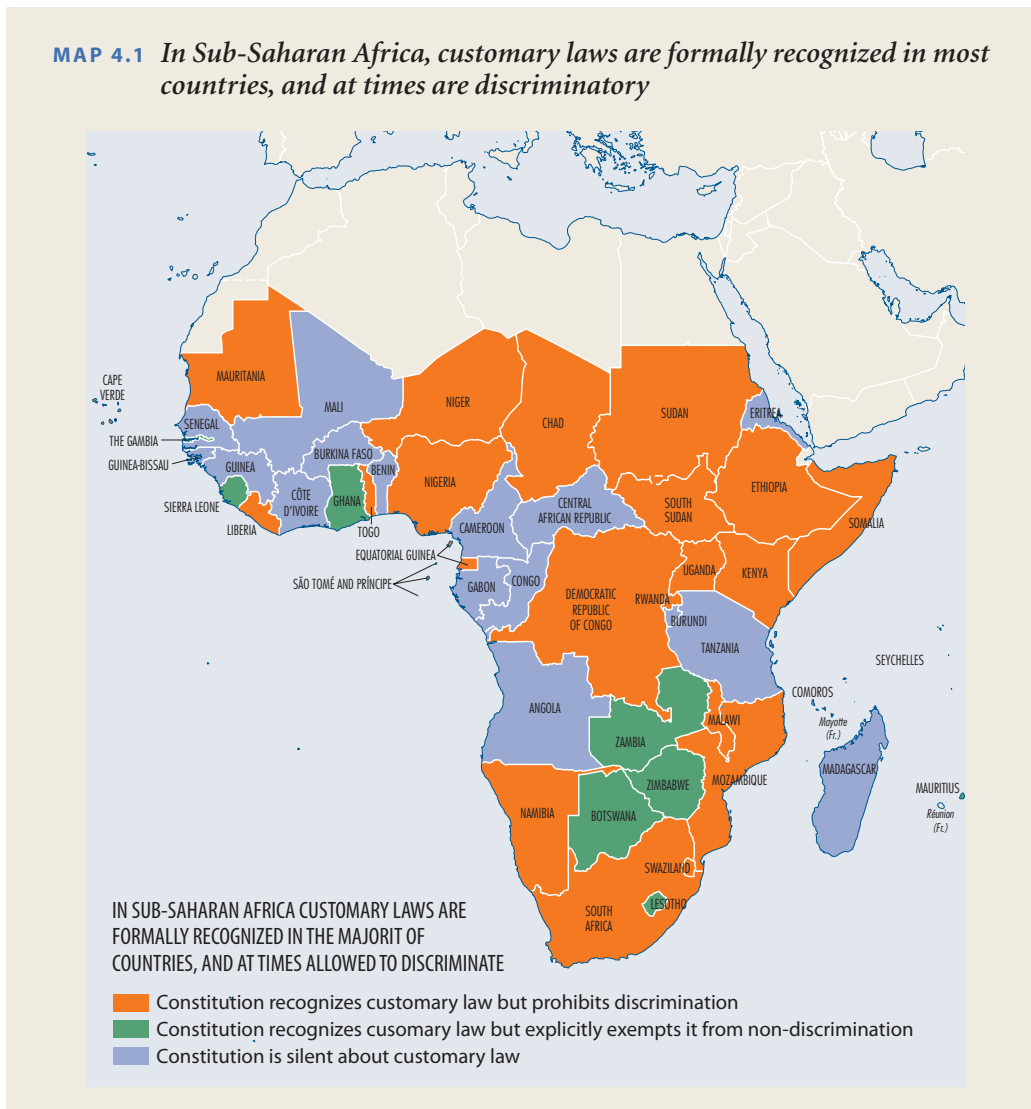 MAP 4.1 In Sub-Saharan Africa, customary laws are formally recognized in most
countries, and at times are discriminatory
MAURITANIA
CAPE
VERDE
MALI
NIGER
CHAD
SUDAN
ERITREA
SENEGAL
THE GAMBIA
GUINEA-BISSAU
GUINEA
BURKINA FASO
BENIN
NIGERIA
ETHIOPIA
SIERRA LEONE
CÔTE
D'IVOIRE
GHANA
CENTRAL
AFRICAN REPUBLIC
SOUTH
SUDAN
SOMALIA
LIBERIA
TOGO
CAMEROON
EQUATORIAL GUINEA
SÃO TOMÉ AND PRÍNCIPE
GABON
CONGO
UGANDA
KENYA
DEMOCRATIC
REPUBLIC
OF CONGO
RWANDA
BURUNDI
TANZANIA
SEYCHELLES
COMOROS
ANGOLA
Mayotte
(Fr.)
MALAWI
ZAMBIA
MADAGASCAR
MOZAMBIQUE
ZIMBABWE
MAURITIUS
Réunion
(Fr.)
NAMIBIA
BOTSWANA
SWAZILAND
LESOTHO
SOUTH
AFRICA
IN SUB-SAHARAN AFRICA CUSTOMARY LAWS ARE
FORMALLY RECOGNIZED IN THE MAJORIT OF
COUNTRIES, AND AT TIMES ALLOWED TO DISCRIMINATE
Constitution recognizes customary law but prohibits discrimination
Constitution recognizes cusomary law but explicitly exempts it from non-discrimination
Constitution is silent about customary law